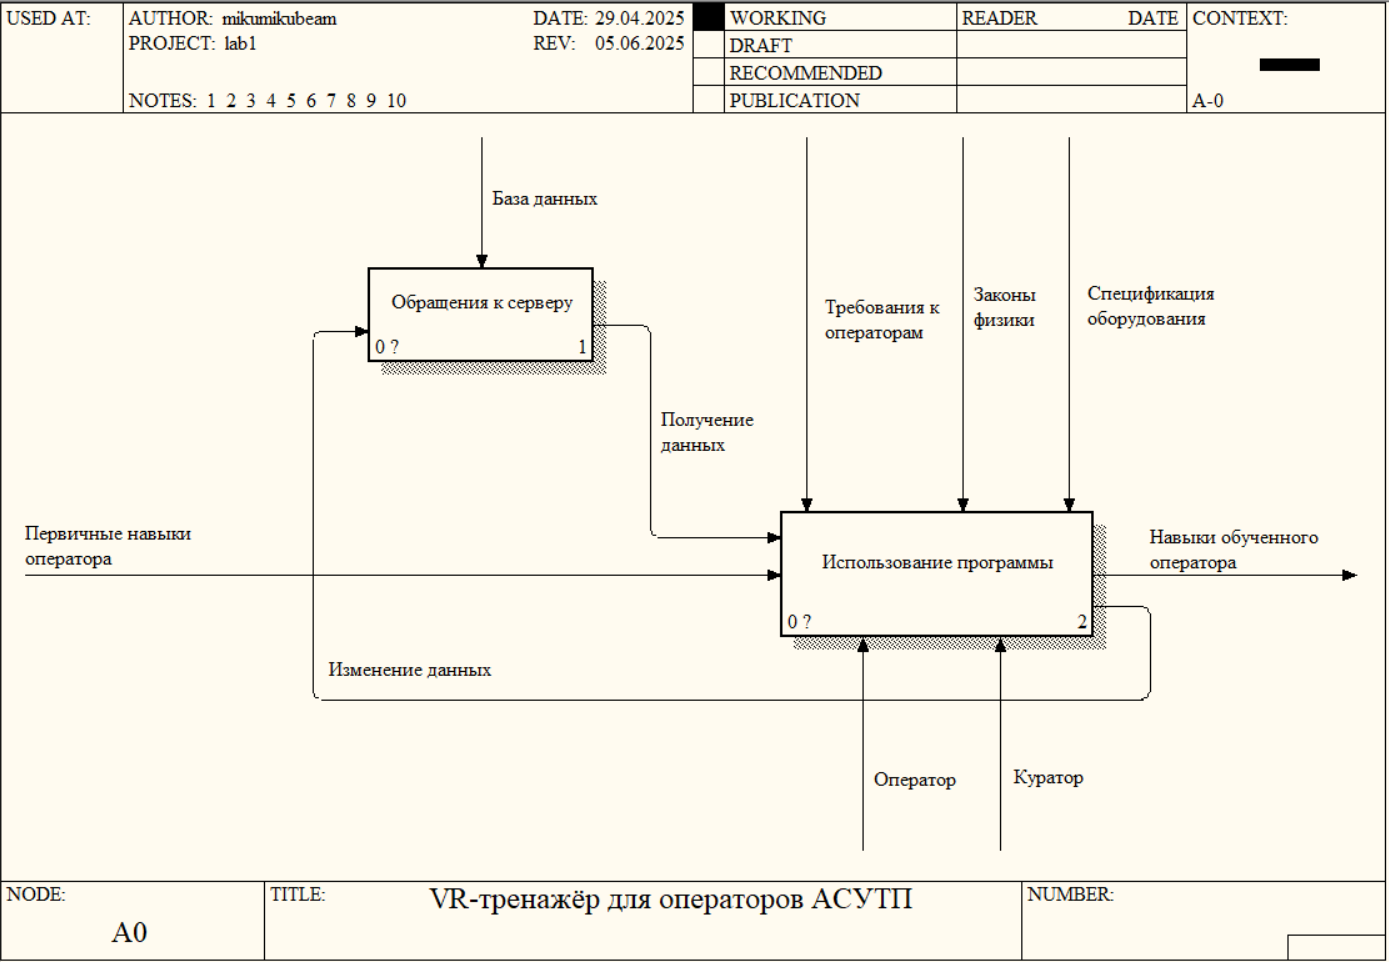 USED AT:
AUTHOR: mikumikubeam
DATE: 29.04.2025
PROJECT: lab1
REV: 05.06.2025
NOTES: 1 2 3 4 5 6 7 8 9 10
WORKING
DRAFT
RECOMMENDED
PUBLICATION
READER DATE
CONTEXT:
A-0
База данных
Обращения к серверу
0 ? 1
Требования к
операторам
Законы
физики
Спецификация
оборудования
Получение
данных
Первичные навыки
оператора
Использование программы
0 ? 2
Навыки обученного
оператора
Изменение данных
Оператор
Куратор
NODE:
A0
TITLE:
VR-тренажёр для операторов АСУТП
NUMBER: